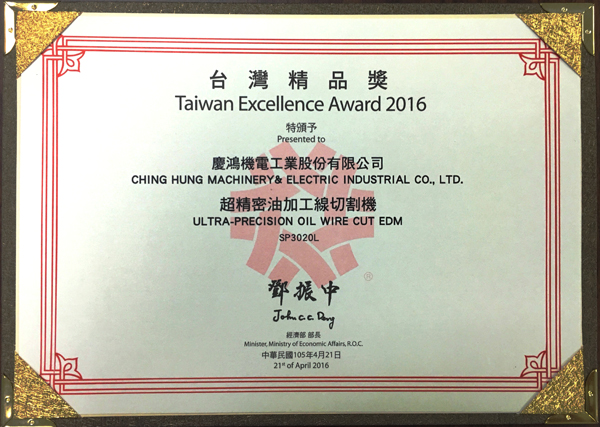 台灣精品獎
Taiwan Excellence Award 2016
特頒予
Presented to
慶鴻機電工業股份有限公司
CHING HUNG MACHINERY& ELECTRIC INDUSTRIAL CO., LTD.
超精密油加工線切割機
ULTRA-PRECISION OIL WIRE CUT EDM
SP3020L
®
鄧振中
John C.C. Deng
經濟部 部長
Minister, Ministry of Economic Affairs, R.O.C.
中華民國105年4月21日
21st of April 2016